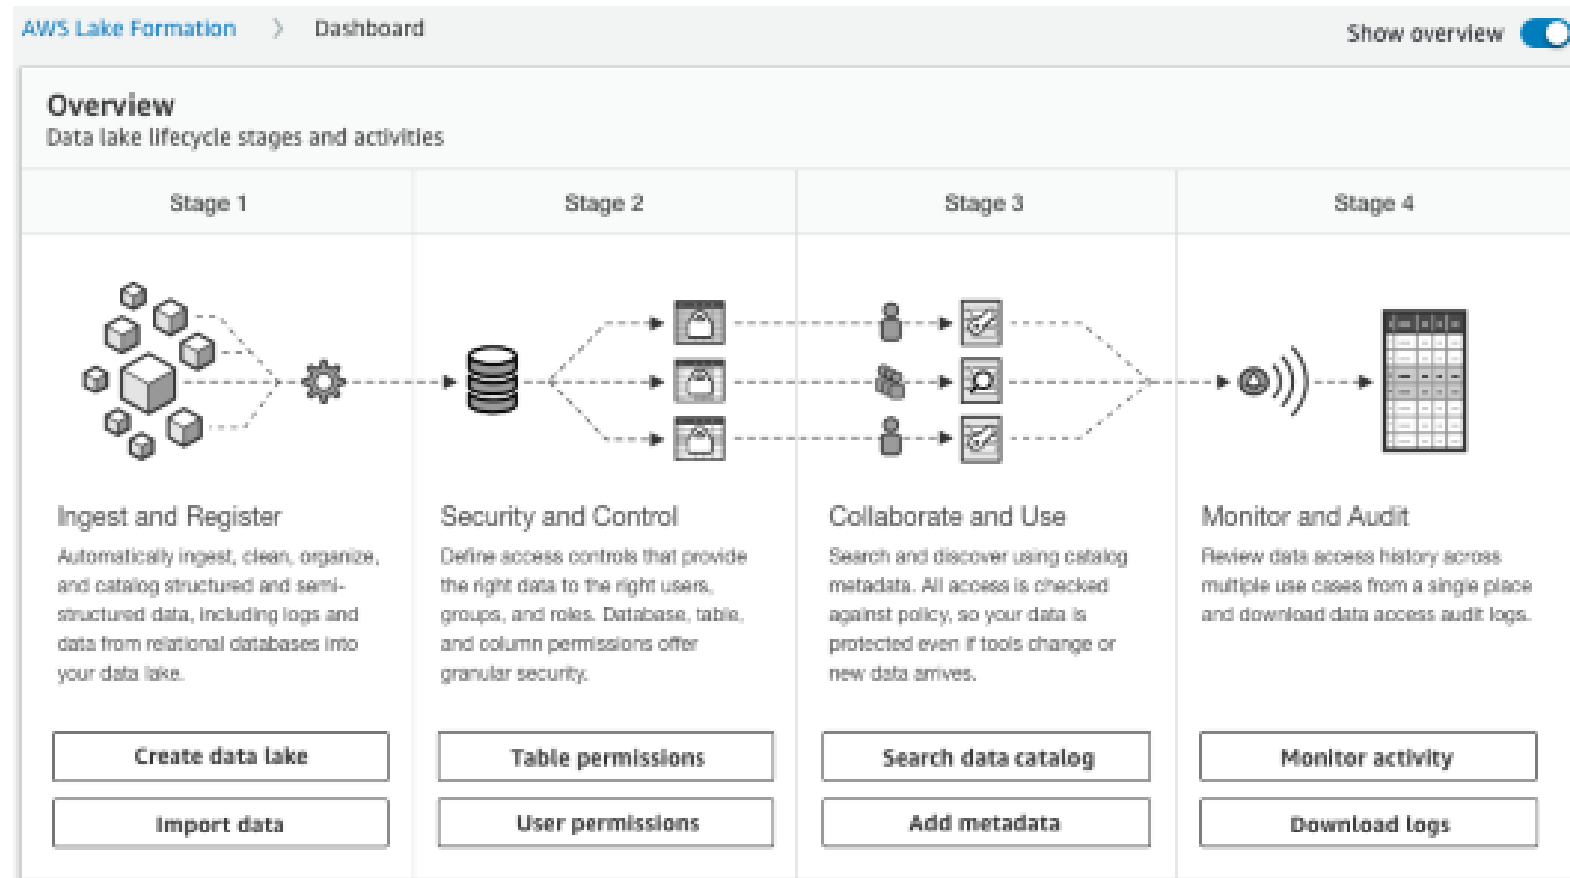 AWS Lake Formation > Dashboard
Show overview
Overview
Data lake lifecycle stages and activities
Stage 1
Stage 2
Stage 3
Stage 4
Ingest and Register
Automatically ingest, clean, organize,
and catalog structured and semi-
structured data, including logs and
data from relational databases into
your data lake.
Create data lake
Import data
Security and Control
Define access controls that provide
the right data to the right users,
groups, and roles. Database, table,
and column permissions offer
granular security.
Table permissions
User permissions
Collaborate and Use
Search and discover using catalog
metadata. All access is checked
against policy, so your data is
protected even if tools change or
new data arrives.
Search data catalog
Add metadata
Monitor and Audit
Review data access history across
multiple use cases from a single place
and download data access audit logs.
Monitor activity
Download logs